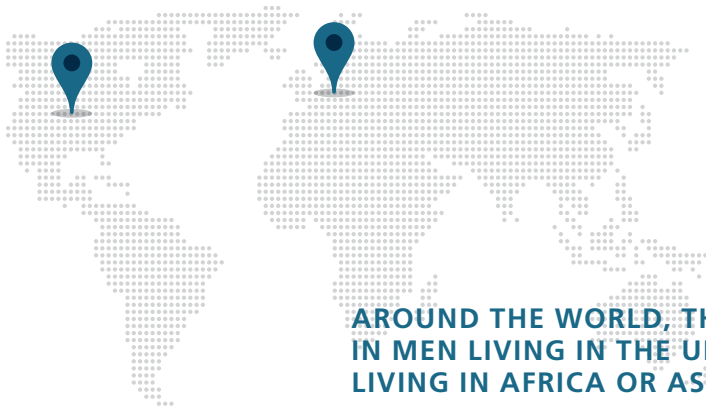 AROUND THE WORLD, TH
IN MEN LIVING IN THE U
LIVING IN AFRICA OR AS